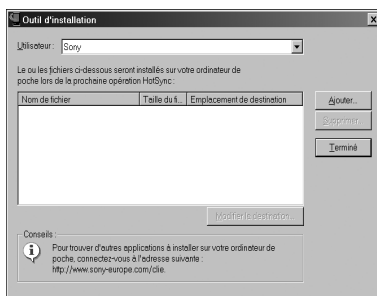 Outil d'installation
Utilisateur : Sony
Le ou les fichiers ci-dessous seront installés sur votre ordinateur de
poche lors de la prochaine opération HotSync :
Nom de fichier Taille du fi... Emplacement de destination
Ajouter...
Supprimer...
Terminé
Modifier la destination...
Conseils :
Pour trouver d'autres applications à installer sur votre ordinateur de
poche, connectez-vous à l'adresse suivante :
http://www.sony-europe.com/clie.